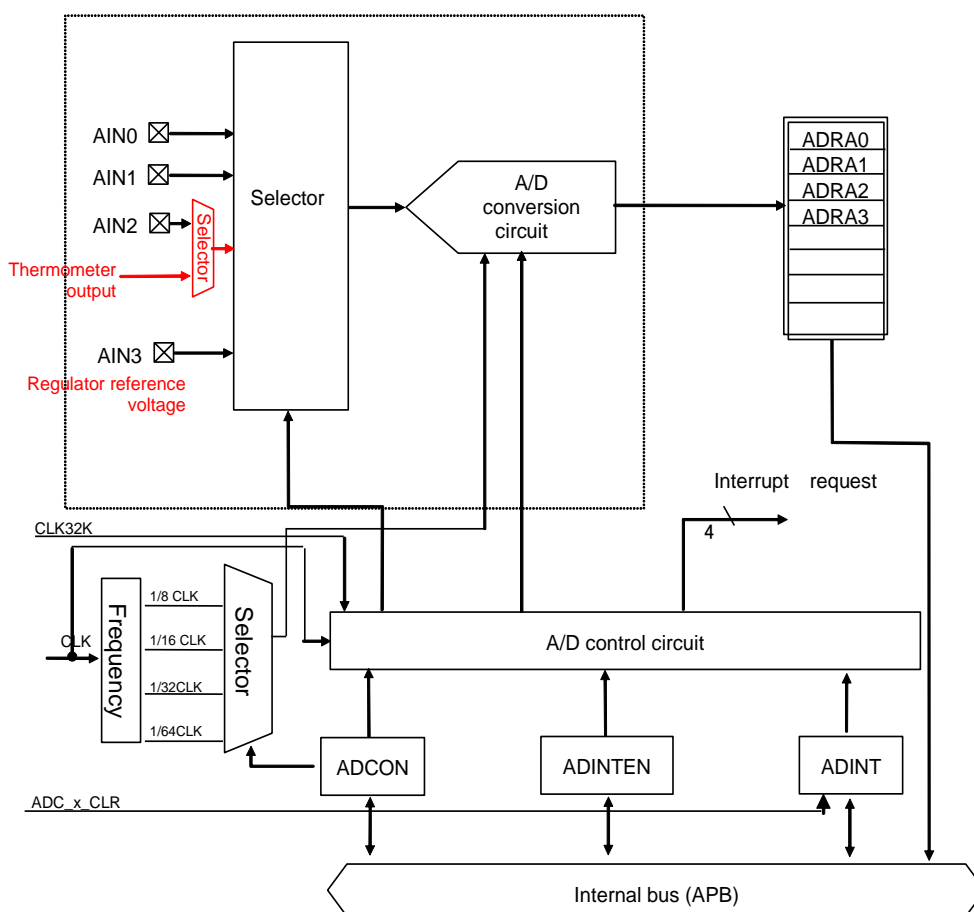 AIN0
AIN1
AIN2
Thermometer
output
AIN3
Regulator reference
voltage
Selector
Selector
A/D
conversion
circuit
ADRA0
ADRA1
ADRA2
ADRA3
Interrupt request
4
CLK32K
CLK
Frequency
1/8 CLK
1/16 CLK
1/32CLK
1/64CLK
Selector
A/D control circuit
ADCON
ADINTEN
ADINT
ADC_x_CLR
Internal bus (APB)